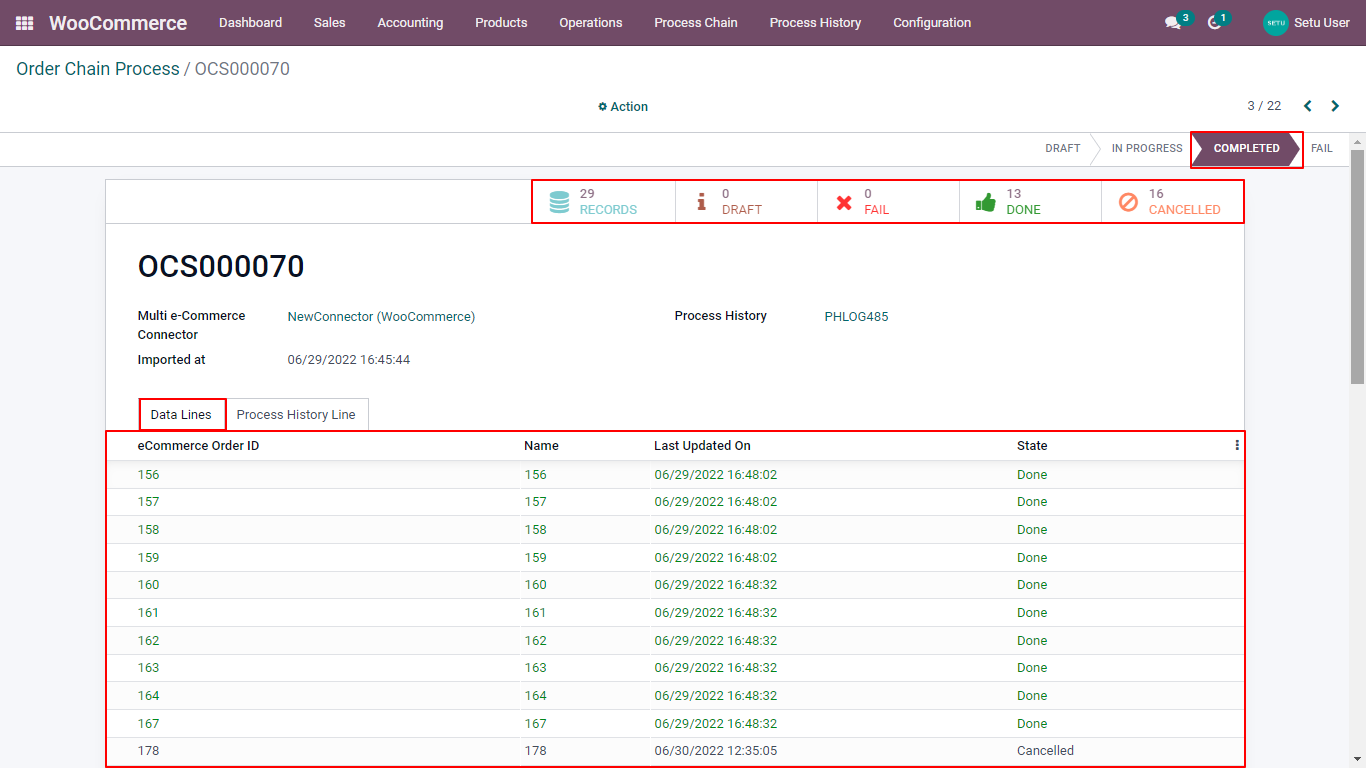 WooCommerce Dashboard Sales Accounting Products Operations Process Chain Process History Configuration 3 1 SETU Setu User
Order Chain Process / OCS000070
Action 3 / 22
DRAFT IN PROGRESS COMPLETED FAIL
29 0 0 13 16
RECORDS DRAFT FAIL DONE CANCELLED
OCS000070
Multi e-Commerce NewConnector (WooCommerce) Process History PHLOG485
Connector
Imported at 06/29/2022 16:45:44
Data Lines Process History Line
eCommerce Order ID Name Last Updated On State
156 156 06/29/2022 16:48:02 Done
157 157 06/29/2022 16:48:02 Done
158 158 06/29/2022 16:48:02 Done
159 159 06/29/2022 16:48:02 Done
160 160 06/29/2022 16:48:32 Done
161 161 06/29/2022 16:48:32 Done
162 162 06/29/2022 16:48:32 Done
163 163 06/29/2022 16:48:32 Done
164 164 06/29/2022 16:48:32 Done
167 167 06/29/2022 16:48:32 Done
178 178 06/30/2022 12:35:05 Cancelled